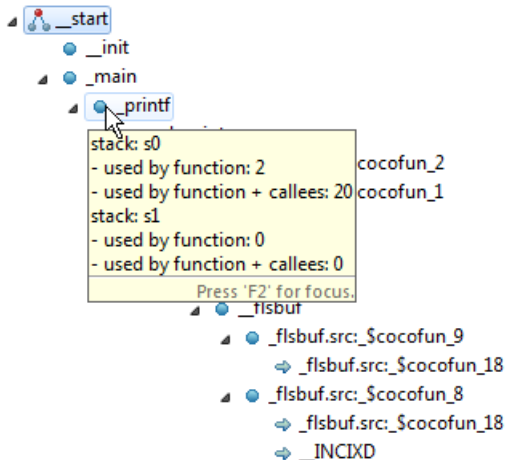 __start
__init
_main
_printf
stack: s0
- used by function: 2
cocofun_2
- used by function + callees: 20
cocofun_1
stack: s1
- used by function: 0
- used by function + callees: 0
Press 'F2' for focus.
__flsbuf
_flsbuf.src:_$cocofun_9
_flsbuf.src:_$cocofun_18
_flsbuf.src:_$cocofun_8
_flsbuf.src:_$cocofun_18
__INCIXD